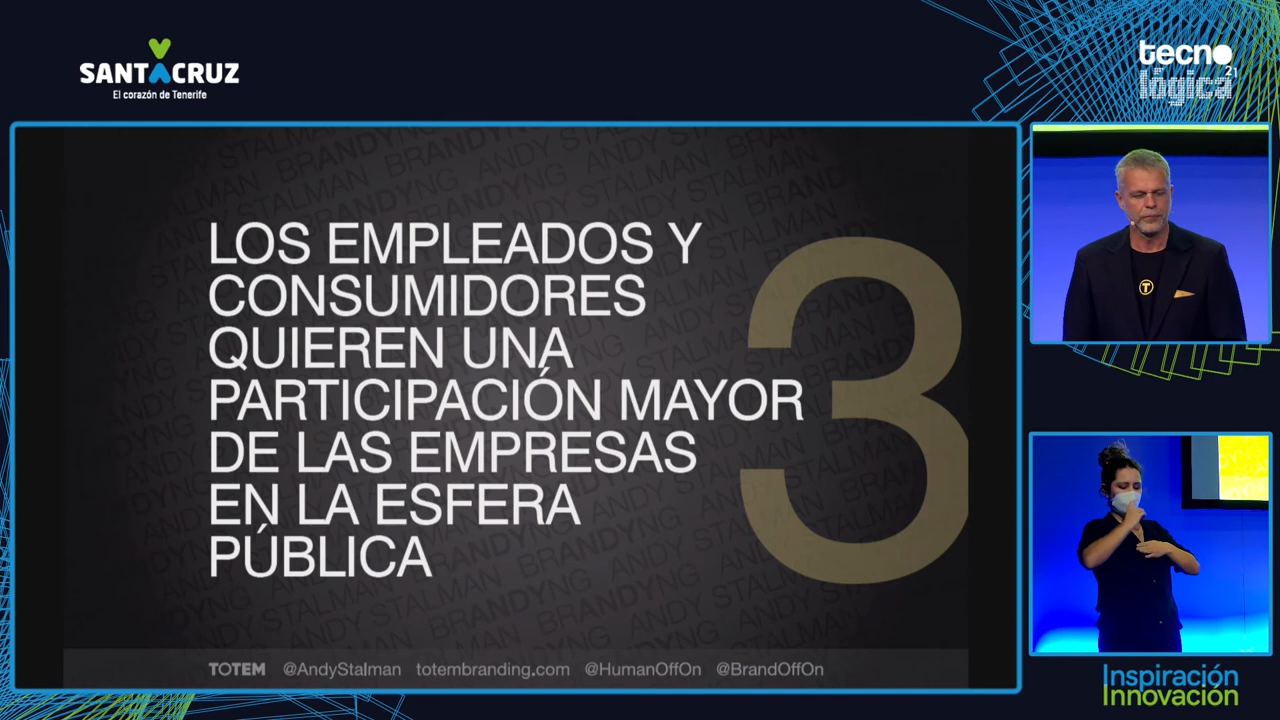 SANTACRUZ
El corazón de Tenerife
tecno
lógica
21
LOS EMPLEADOS Y
CONSUMIDORES
QUIEREN UNA
PARTICIPACIÓN MAYOR
DE LAS EMPRESAS
EN LA ESFERA
PÚBLICA
3
TOTEM @AndyStalman totembranding.com @HumanOffOn @BrandOffOn
T
Inspiración
Innovación